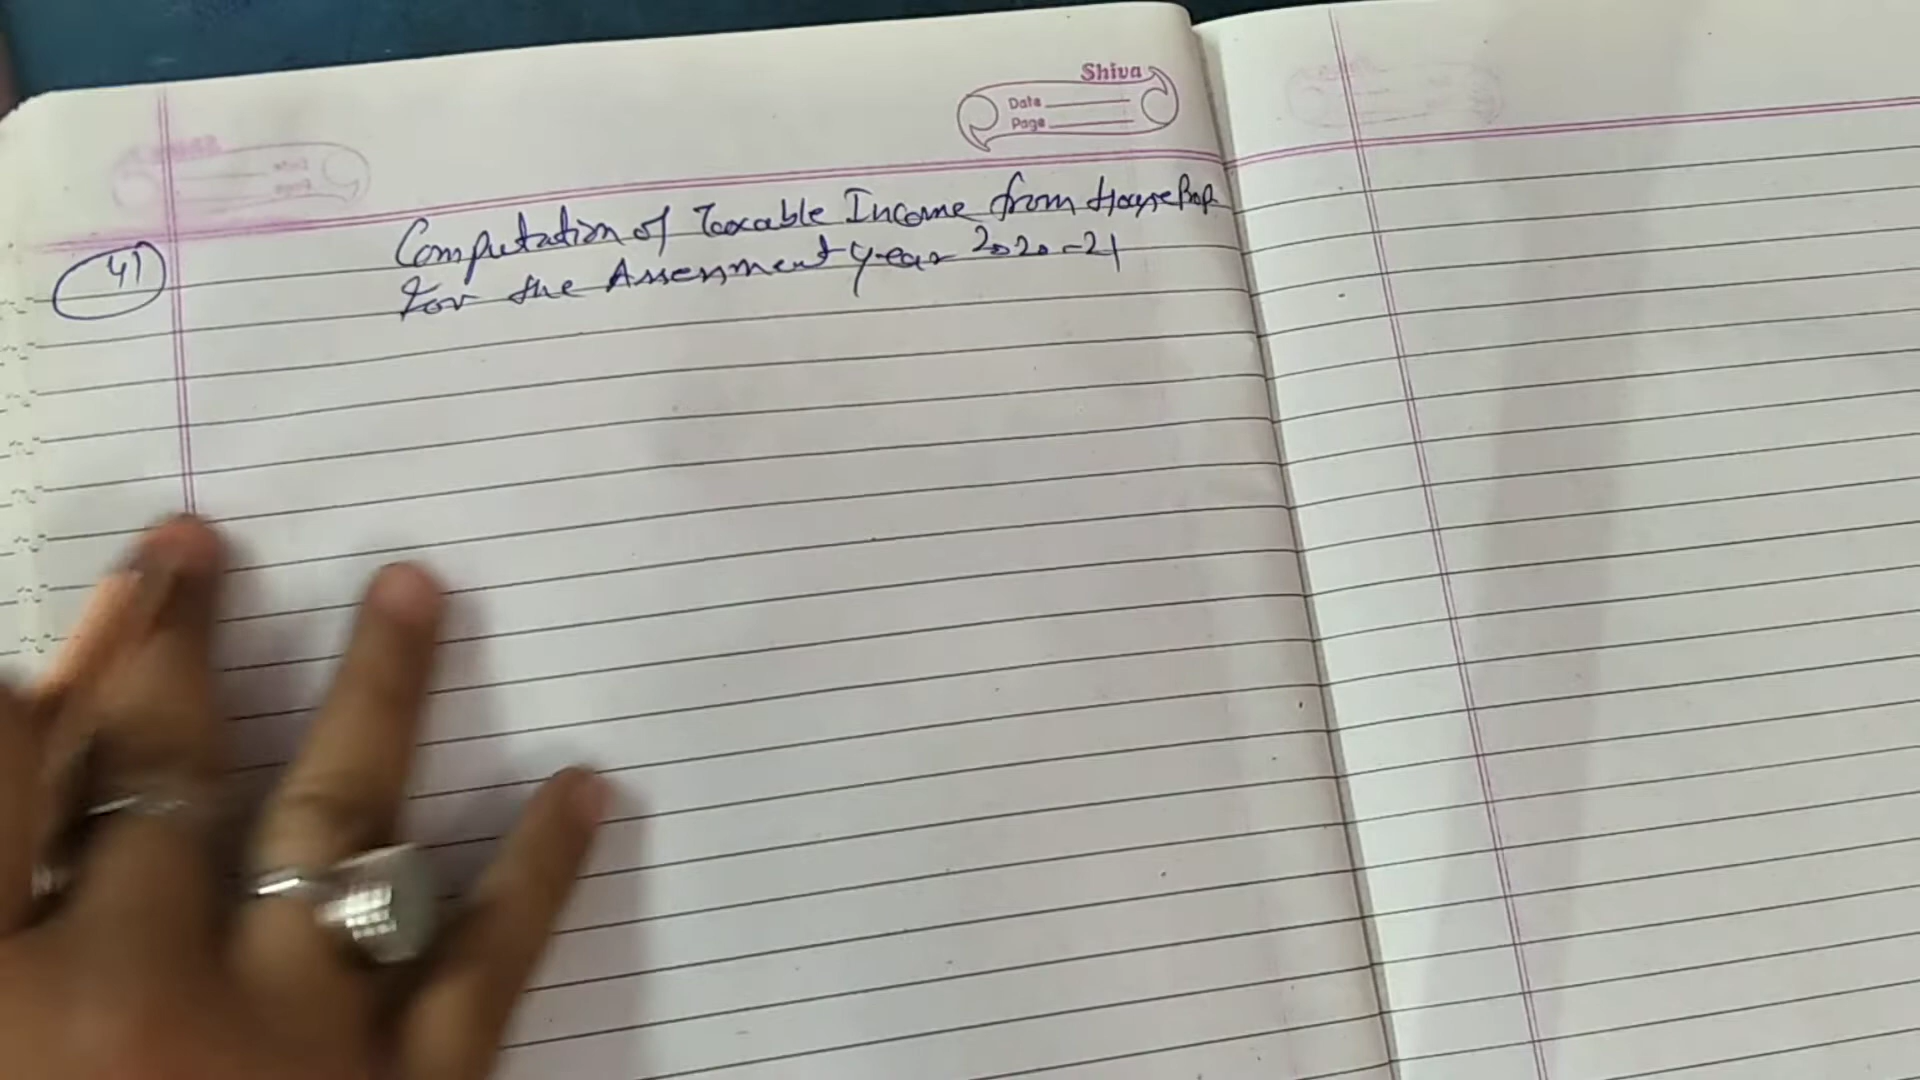 Shiva
Date
Page
41
Computation of Taxable Income from House Prop.
For the Assessment year 2020-21